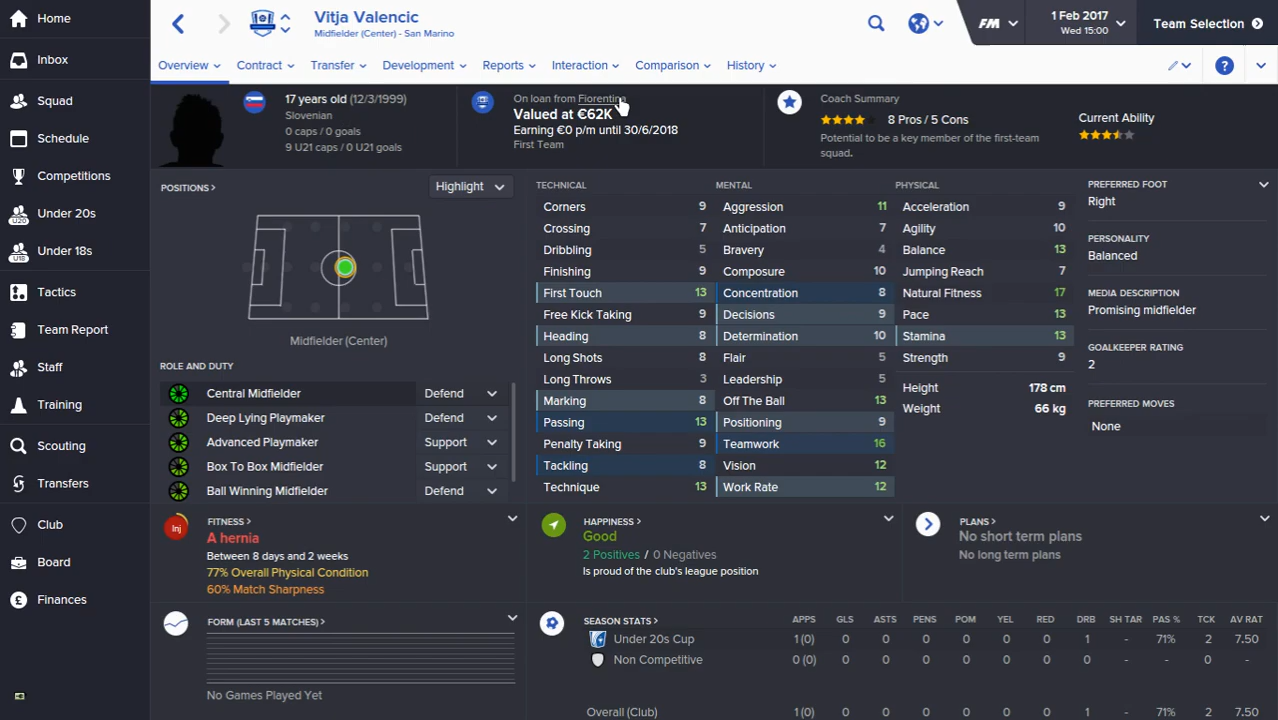 Home
Inbox
Squad
Schedule
Competitions
U20
Under 20s
U18
Under 18s
Tactics
Team Report
Staff
Training
Scouting
Transfers
Club
Board
£
Finances
Vitja Valencic
Midfielder (Center) - San Marino
FM
1 Feb 2017
Wed 15:00
Team Selection
Overview
Contract
Transfer
Development
Reports
Interaction
Comparison
History
?
17 years old (12/3/1999)
Slovenian
0 caps / 0 goals
9 U21 caps / 0 U21 goals
On loan from Fiorentina
Valued at €62K
Earning €0 p/m until 30/6/2018
First Team
Coach Summary
8 Pros / 5 Cons
Potential to be a key member of the first-team
squad.
Current Ability
POSITIONS >
Highlight
Midfielder (Center)
ROLE AND DUTY
Central Midfielder Defend
Deep Lying Playmaker Defend
Advanced Playmaker Support
Box To Box Midfielder Support
Ball Winning Midfielder Defend
TECHNICAL
Corners 9
Crossing 7
Dribbling 5
Finishing 9
First Touch 13
Free Kick Taking 9
Heading 8
Long Shots 8
Long Throws 3
Marking 8
Passing 13
Penalty Taking 9
Tackling 8
Technique 13
MENTAL
Aggression 11
Anticipation 7
Bravery 4
Composure 10
Concentration 8
Decisions 9
Determination 10
Flair 5
Leadership 5
Off The Ball 13
Positioning 9
Teamwork 16
Vision 12
Work Rate 12
PHYSICAL
Acceleration 9
Agility 10
Balance 13
Jumping Reach 7
Natural Fitness 17
Pace 13
Stamina 13
Strength 9
Height 178 cm
Weight 66 kg
PREFERRED FOOT
Right
PERSONALITY
Balanced
MEDIA DESCRIPTION
Promising midfielder
GOALKEEPER RATING
2
PREFERRED MOVES
None
Inj
FITNESS >
A hernia
Between 8 days and 2 weeks
77% Overall Physical Condition
60% Match Sharpness
HAPPINESS >
Good
2 Positives / 0 Negatives
Is proud of the club's league position
PLANS >
No short term plans
No long term plans
FORM (LAST 5 MATCHES) >
No Games Played Yet
SEASON STATS > APPS GLS ASTS PENS POM YEL RED DRB SH TAR PAS % TCK AV RAT
Under 20s Cup 1(0) 0 0 0 0 0 0 1 - 71% 2 7.50
Non Competitive 0 (0) 0 0 0 0 0 0 0 - - 0 -
Overall (Club) 1(0) 0 0 0 0 0 0 1 - 71% 2 7.50